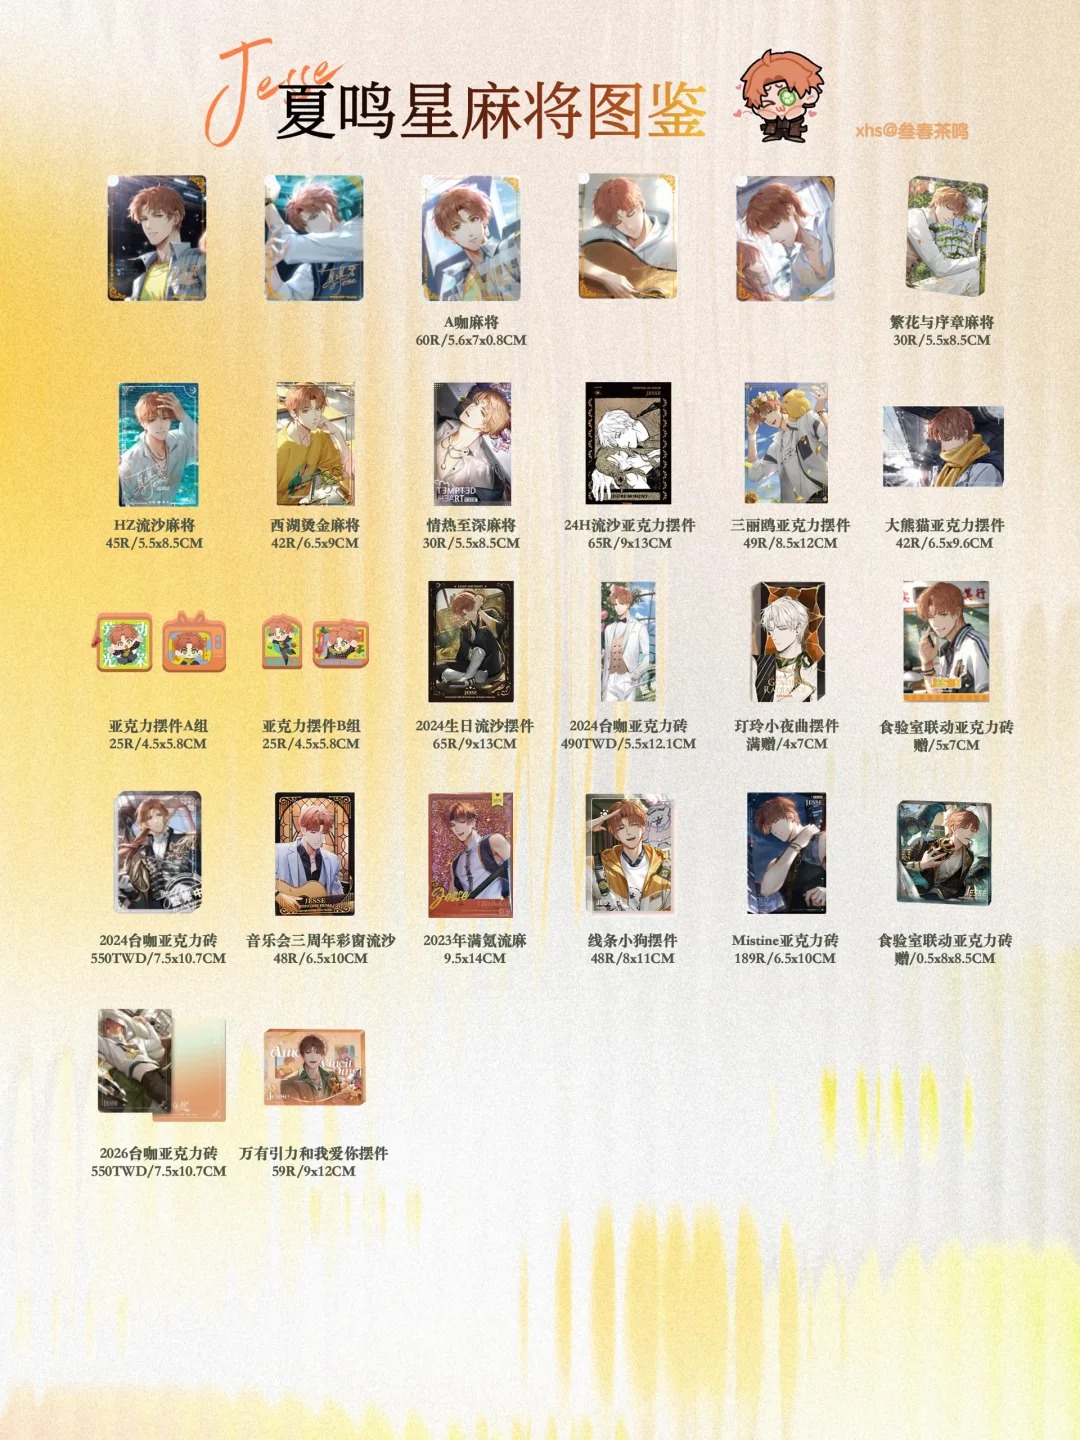 Jesse
夏鸣星麻将图鉴
xhs@叁春茶鸣
A咖麻将
60R/5.6x7x0.8CM
繁花与序章麻将
30R/5.5x8.5CM
HZ流沙麻将
45R/5.5x8.5CM
西湖烫金麻将
42R/6.5x9CM
情热至深麻将
30R/5.5x8.5CM
24H流沙亚克力摆件
65R/9x13CM
三丽鸥亚克力摆件
49R/8.5x12CM
大熊猫亚克力摆件
42R/6.5x9.6CM
亚克力摆件A组
25R/4.5x5.8CM
亚克力摆件B组
25R/4.5x5.8CM
2024生日流沙摆件
65R/9x13CM
2024台咖亚克力砖
490TWD/5.5x12.1CM
玎玲小夜曲摆件
满赠/4x7CM
食验室联动亚克力砖
赠/5x7CM
2024台咖亚克力砖
550TWD/7.5x10.7CM
音乐会三周年彩窗流沙
48R/6.5x10CM
2023年满氪流麻
9.5x14CM
线条小狗摆件
48R/8x11CM
Mistine亚克力砖
189R/6.5x10CM
食验室联动亚克力砖
赠/0.5x8x8.5CM
2026台咖亚克力砖
550TWD/7.5x10.7CM
万有引力和我爱你摆件
59R/9x12CM